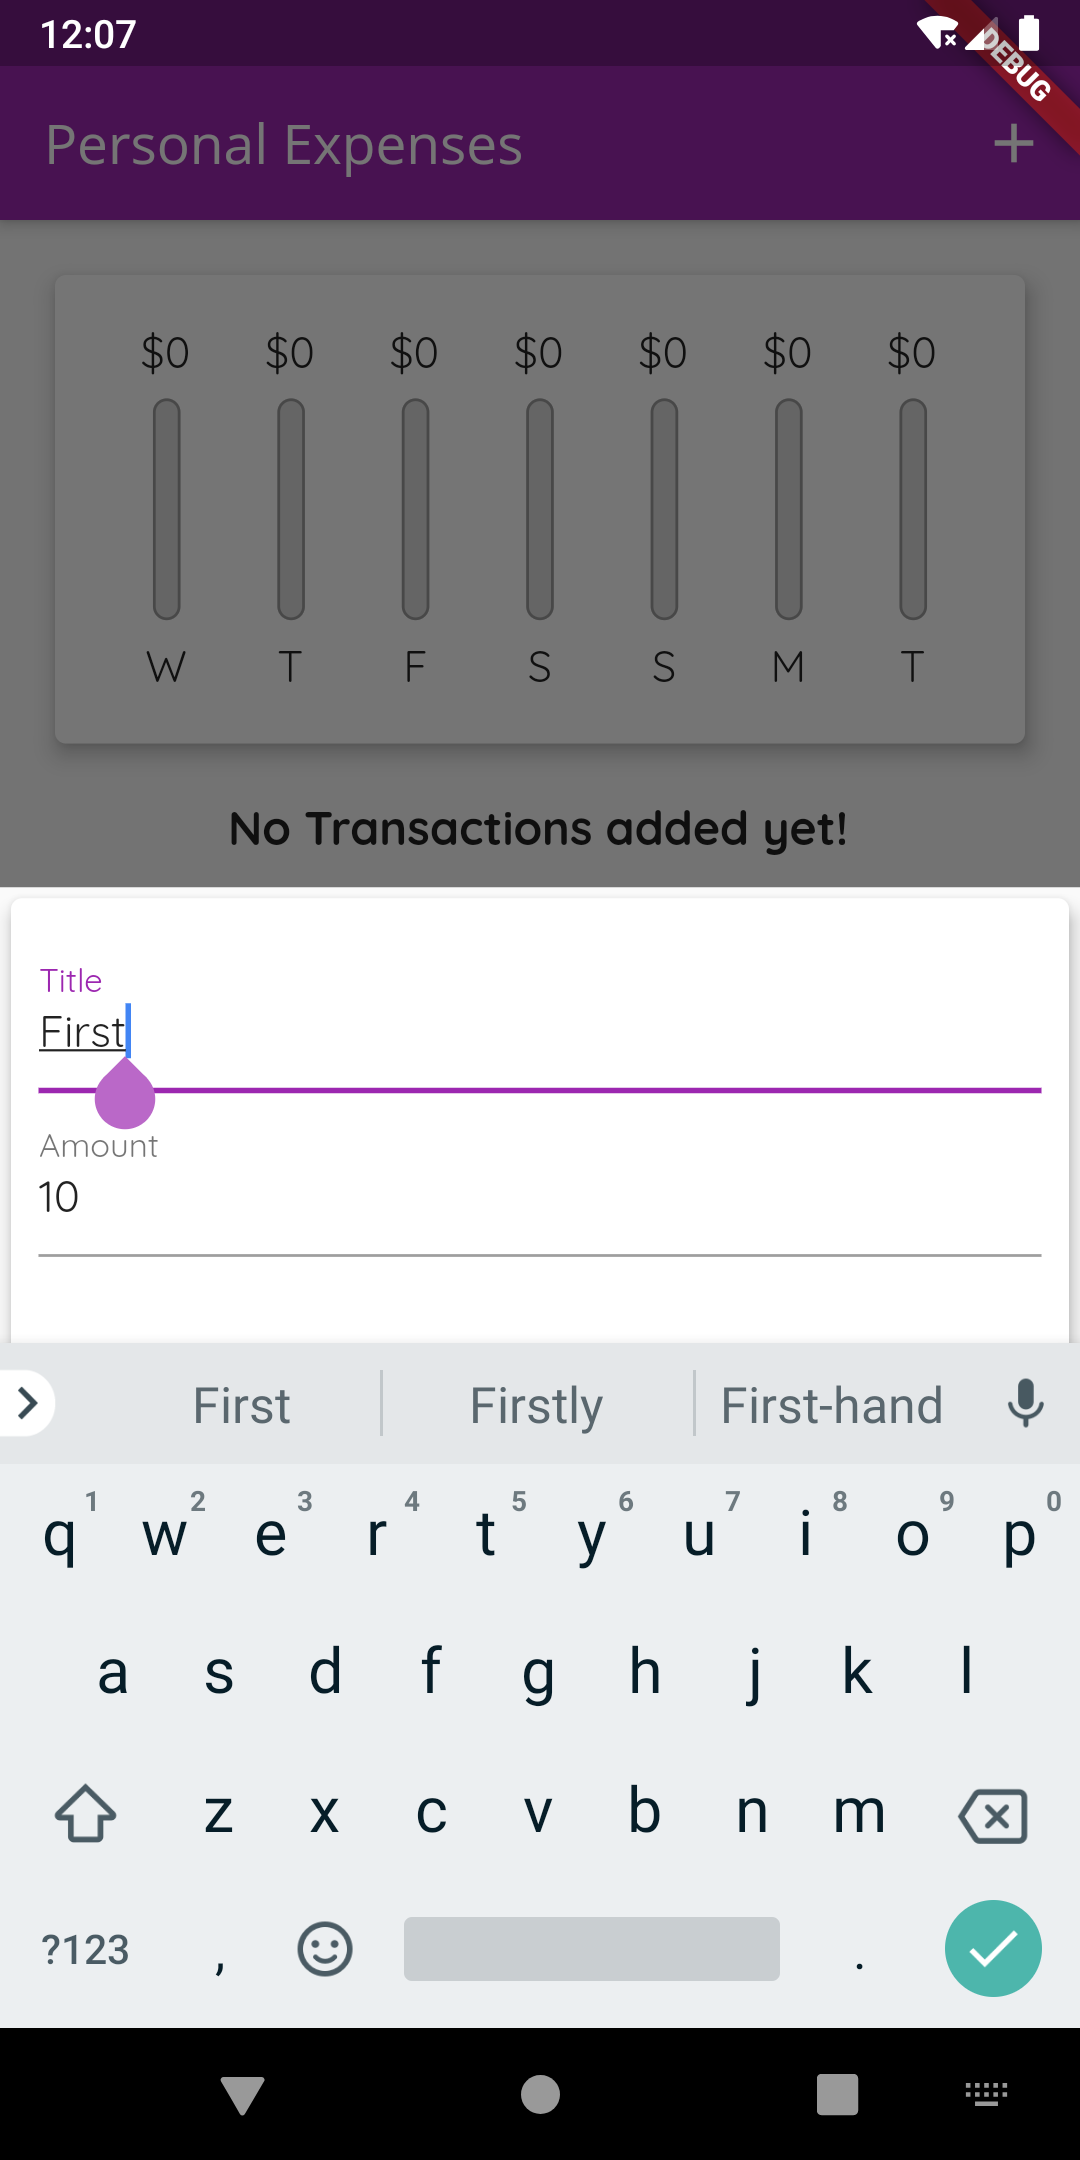 12:07
DEBUG
Personal Expenses +
$0 $0 $0 $0 $0 $0 $0
W T F S S M T
No Transactions added yet!
Title
First
Amount
10
First Firstly First-hand
1 2 3 4 5 6 7 8 9 0
q w e r t y u i o p
a s d f g h j k l
z x c v b n m
?123 , .